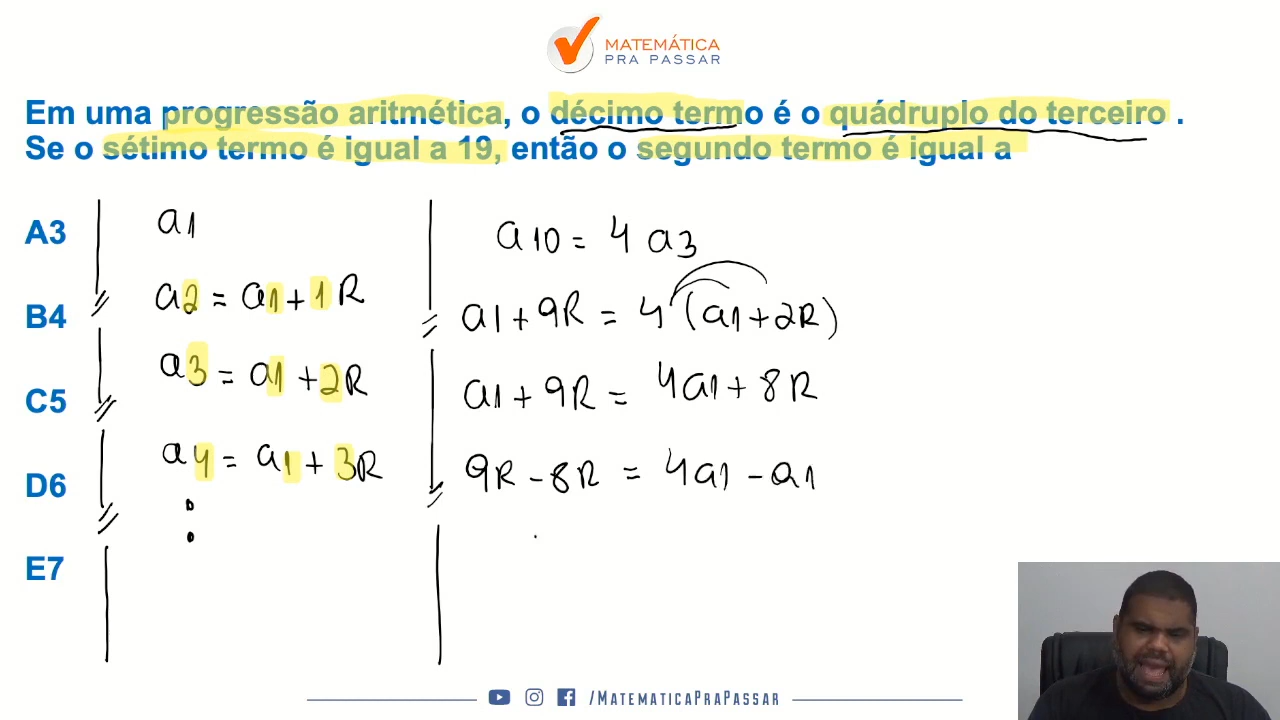 MATEMÁTICA
PRA PASSAR
Em uma progressão aritmética, o décimo termo é o quádruplo do terceiro .
Se o sétimo termo é igual a 19, então o segundo termo é igual a
A3
B4
C5
D6
E7
a1
a2 = a1 + 1R
a3 = a1 + 2R
a4 = a1 + 3R
a10 = 4 a3
a1 + 9R = 4 (a1 + 2R)
a1 + 9R = 4a1 + 8R
9R - 8R = 4a1 - a1
/MATEMATICAPRAPASSAR